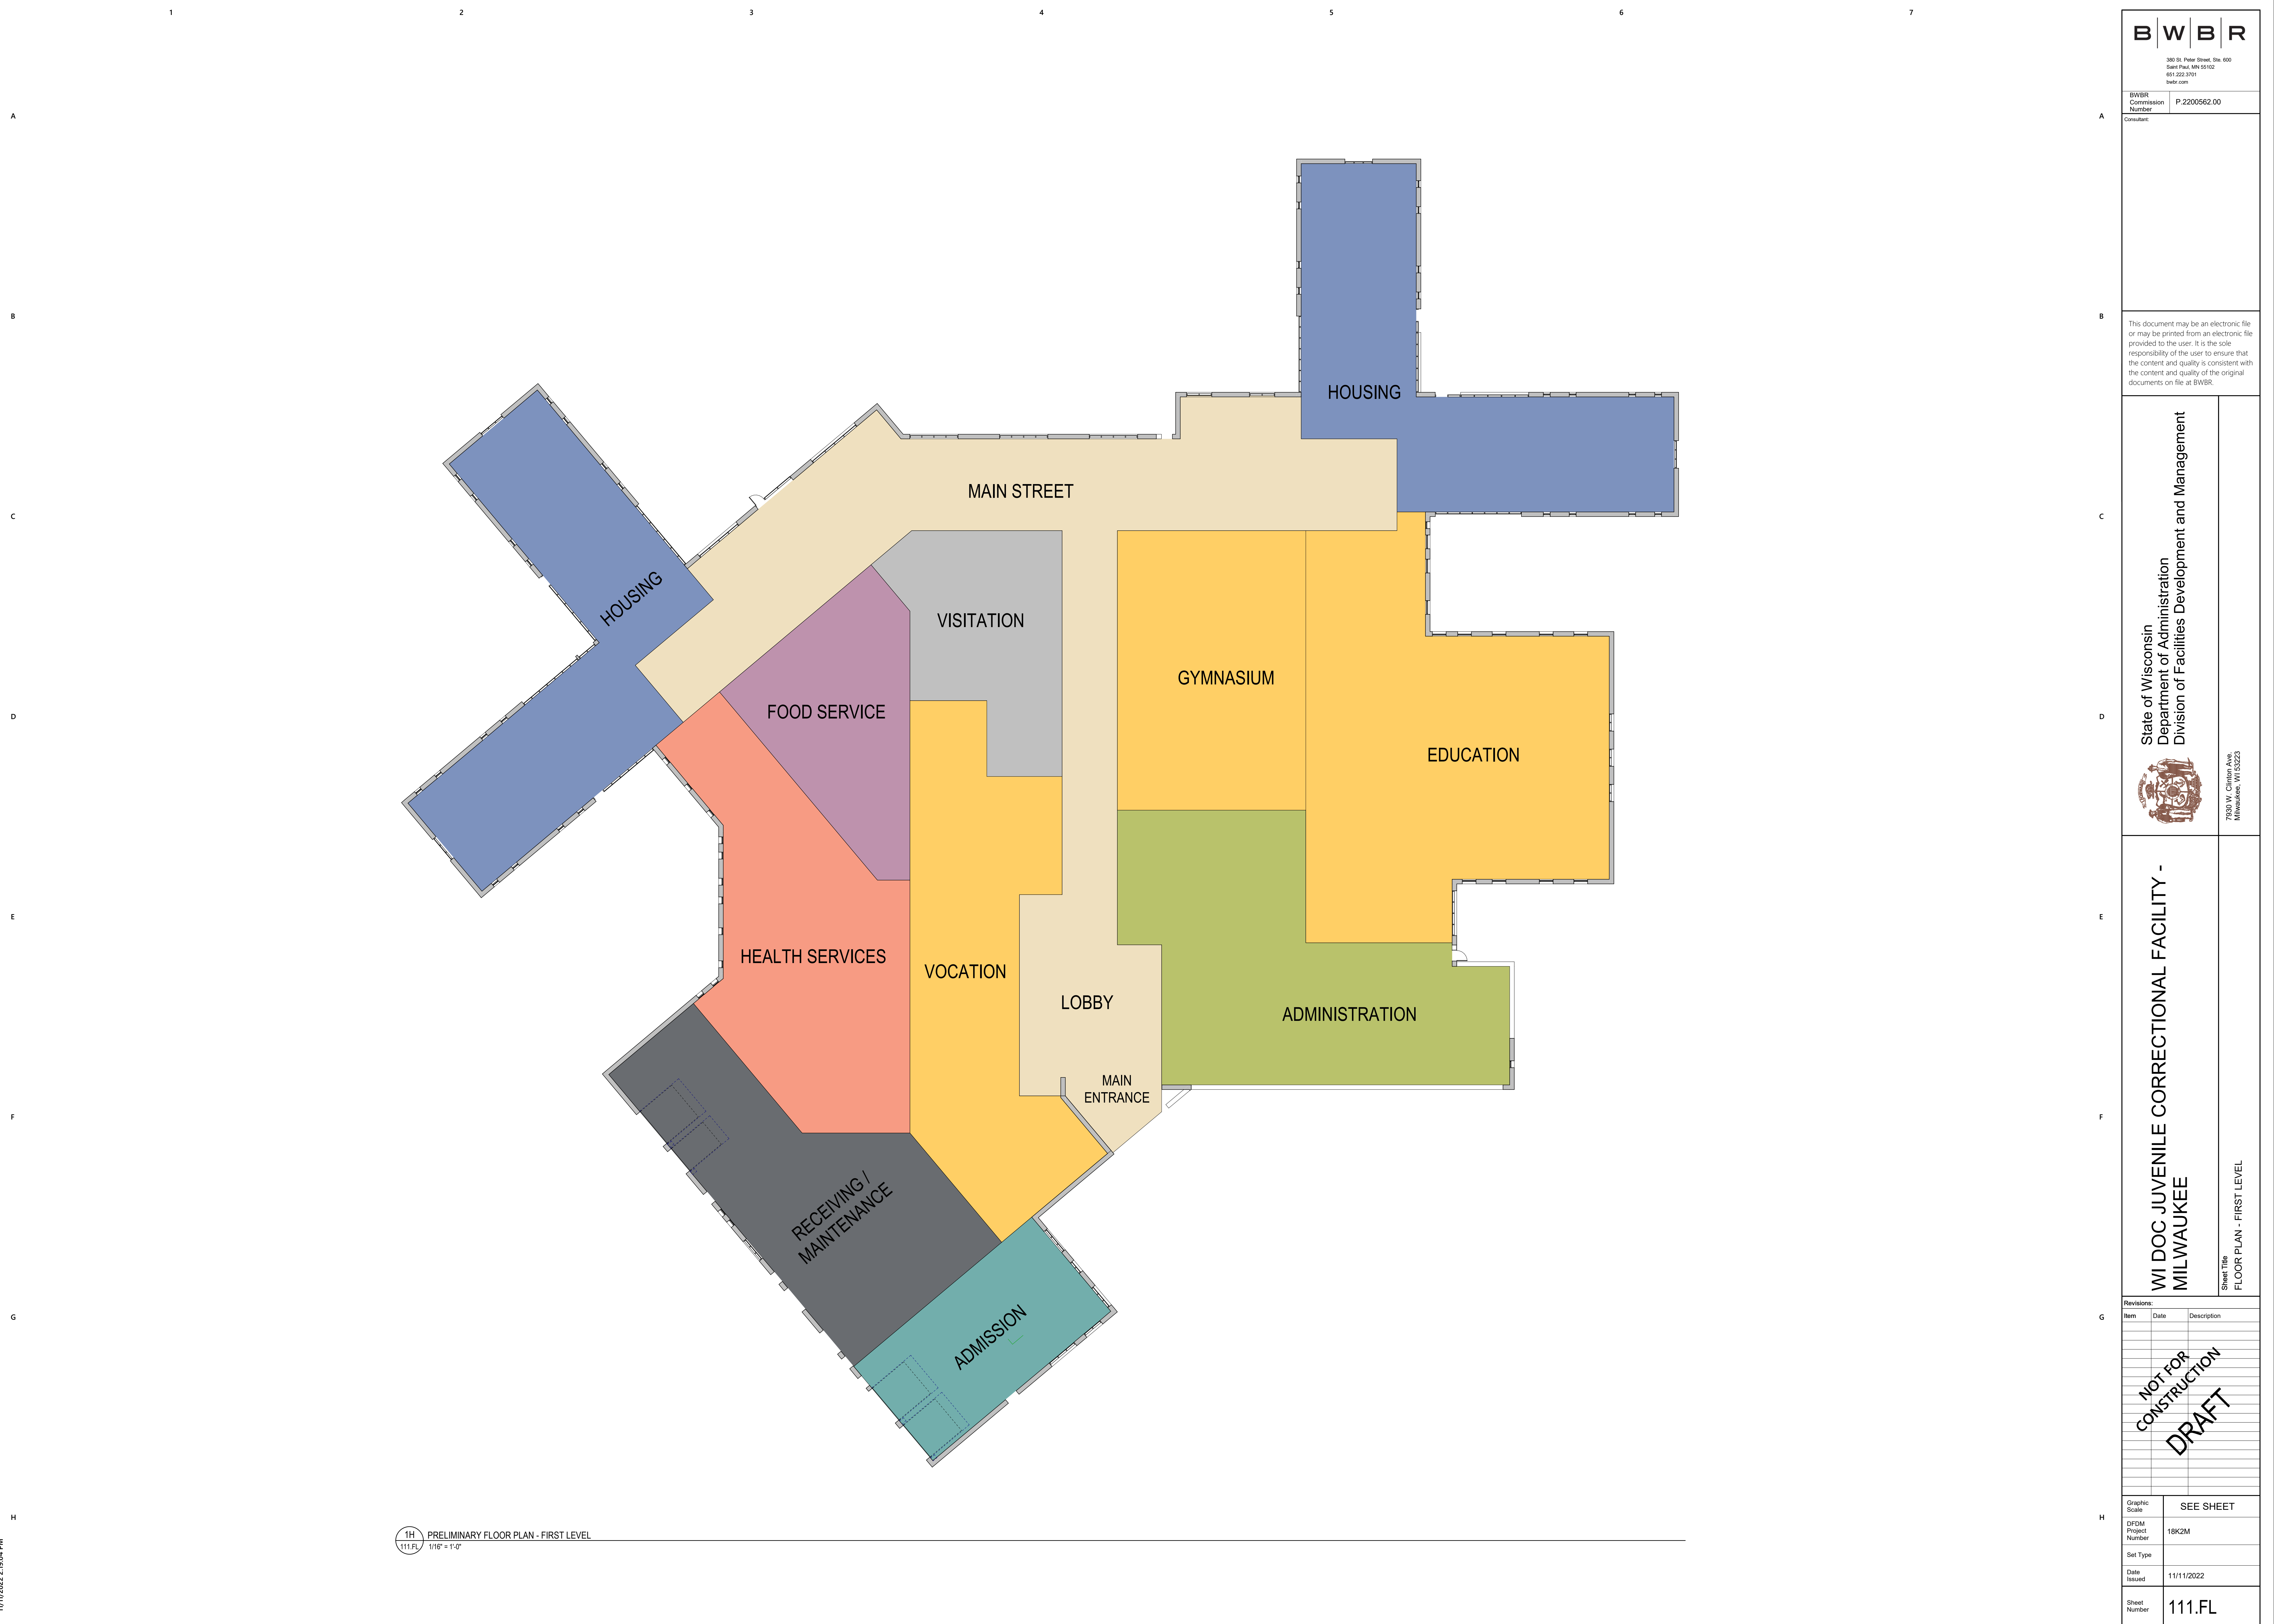 1 2 3 4 5 6 7
A
B
C
D
E
F
G
H
A
B
C
D
E
F
G
H
HOUSING
MAIN STREET
HOUSING
VISITATION
GYMNASIUM
FOOD SERVICE
EDUCATION
HEALTH SERVICES
VOCATION
LOBBY
ADMINISTRATION
MAIN
ENTRANCE
RECEIVING /
MAINTENANCE
ADMISSION
1H
111.FL
PRELIMINARY FLOOR PLAN - FIRST LEVEL
1/16" = 1'-0"
B W B R
380 St. Peter Street, Ste. 600
Saint Paul, MN 55102
651.222.3701
bwbr.com
BWBR
Commission
Number
P.2200562.00
Consultant:
This document may be an electronic file
or may be printed from an electronic file
provided to the user. It is the sole
responsibility of the user to ensure that
the content and quality is consistent with
the content and quality of the original
documents on file at BWBR.
State of Wisconsin
Department of Administration
Division of Facilities Development and Management
7930 W. Clinton Ave.
Milwaukee, WI 53223
WI DOC JUVENILE CORRECTIONAL FACILITY -
MILWAUKEE
Sheet Title
FLOOR PLAN - FIRST LEVEL
Revisions:
Item Date Description
NOT FOR
CONSTRUCTION
DRAFT
Graphic
Scale
SEE SHEET
DFDM
Project
Number
18K2M
Set Type
Date
Issued
11/11/2022
Sheet
Number
111.FL